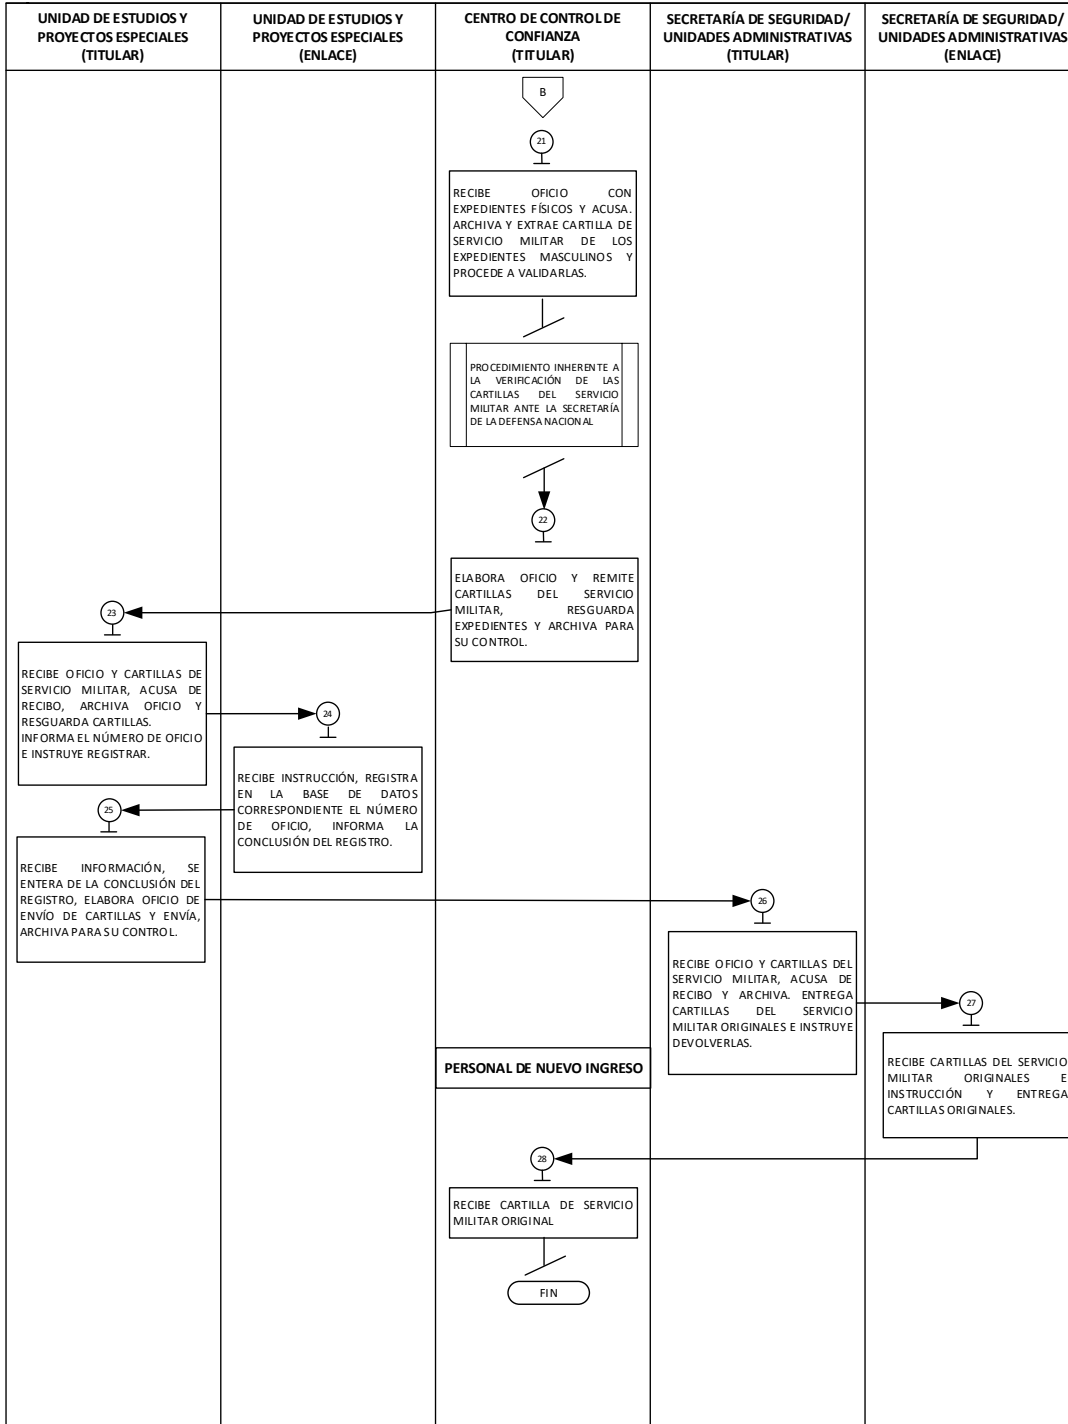 UNIDAD DE ESTUDIOS Y
PROYECTOS ESPECIALES
(TITULAR)
UNIDAD DE ESTUDIOS Y
PROYECTOS ESPECIALES
(ENLACE)
CENTRO DE CONTROL DE
CONFIANZA
(TITULAR)
SECRETARÍA DE SEGURIDAD/
UNIDADES ADMINISTRATIVAS
(TITULAR)
SECRETARÍA DE SEGURIDAD/
UNIDADES ADMINISTRATIVAS
(ENLACE)
B
21
RECIBE OFICIO CON
EXPEDIENTES FÍSICOS Y ACUSA.
ARCHIVA Y EXTRAE CARTILLA DE
SERVICIO MILITAR DE LOS
EXPEDIENTES MASCULINOS Y
PROCEDE A VALIDARLAS.
PROCEDIMIENTO INHERENTE A
LA VERIFICACIÓN DE LAS
CARTILLAS DEL SERVICIO
MILITAR ANTE LA SECRETARÍA
DE LA DEFENSA NACIONAL
22
ELABORA OFICIO Y REMITE
CARTILLAS DEL SERVICIO
MILITAR, RESGUARDA
EXPEDIENTES Y ARCHIVA PARA
SU CONTROL.
23
RECIBE OFICIO Y CARTILLAS DE
SERVICIO MILITAR, ACUSA DE
RECIBO, ARCHIVA OFICIO Y
RESGUARDA CARTILLAS.
INFORMA EL NÚMERO DE OFICIO
E INSTRUYE REGISTRAR.
24
RECIBE INSTRUCCIÓN, REGISTRA
EN LA BASE DE DATOS
CORRESPONDIENTE EL NÚMERO
DE OFICIO, INFORMA LA
CONCLUSIÓN DEL REGISTRO.
25
RECIBE INFORMACIÓN, SE
ENTERA DE LA CONCLUSIÓN DEL
REGISTRO, ELABORA OFICIO DE
ENVÍO DE CARTILLAS Y ENVÍA,
ARCHIVA PARA SU CONTROL.
26
RECIBE OFICIO Y CARTILLAS DEL
SERVICIO MILITAR, ACUSA DE
RECIBO Y ARCHIVA. ENTREGA
CARTILLAS DEL SERVICIO
MILITAR ORIGINALES E INSTRUYE
DEVOLVERLAS.
27
RECIBE CARTILLAS DEL SERVICIO
MILITAR ORIGINALES E
INSTRUCCIÓN Y ENTREGA
CARTILLAS ORIGINALES.
PERSONAL DE NUEVO INGRESO
28
RECIBE CARTILLA DE SERVICIO
MILITAR ORIGINAL
FIN